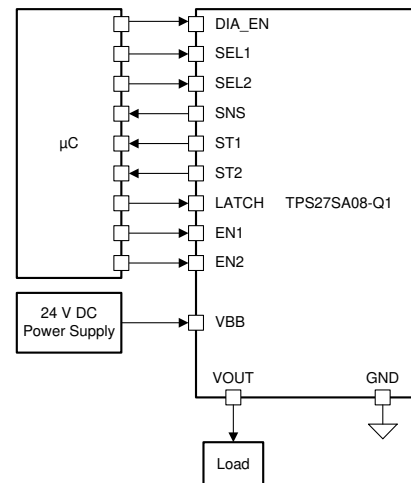 DIA_EN
SEL1
SEL2
SNS
ST1
µC
ST2
LATCH TPS27SA08-Q1
EN1
EN2
24 V DC
Power Supply
VBB
VOUT GND
Load